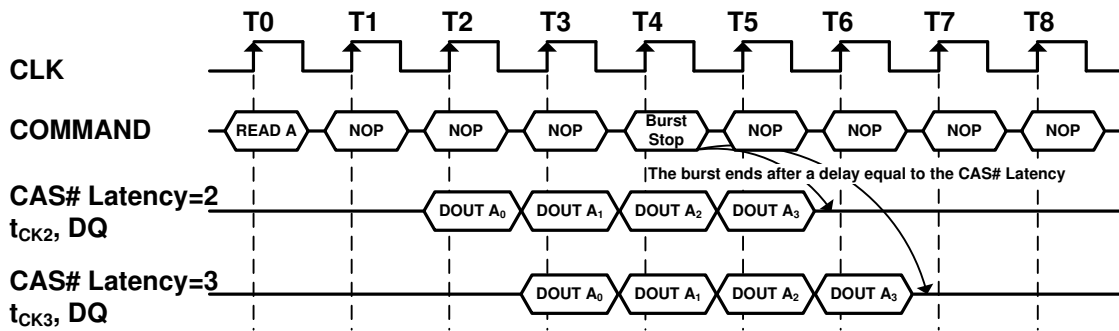 T0 T1 T2 T3 T4 T5 T6 T7 T8
CLK
COMMAND READ A NOP NOP NOP Burst Stop NOP NOP NOP NOP
The burst ends after a delay equal to the CAS# Latency
CAS# Latency=2
tCK2, DQ DOUT A0 DOUT A1 DOUT A2 DOUT A3
CAS# Latency=3
tCK3, DQ DOUT A0 DOUT A1 DOUT A2 DOUT A3